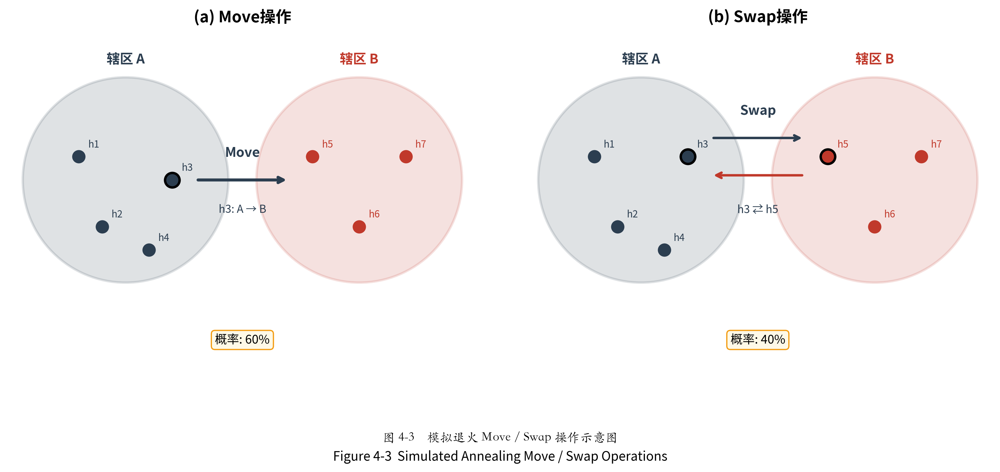 (a) Move操作
辖区 A
辖区 B
h1
h3
h2
h4
Move
h3: A → B
h5
h7
h6
概率: 60%
(b) Swap操作
辖区 A
辖区 B
h1
h3
h2
h4
Swap
h3 ⇄ h5
h5
h7
h6
概率: 40%
图 4-3　模拟退火 Move / Swap 操作示意图
Figure 4-3 Simulated Annealing Move / Swap Operations